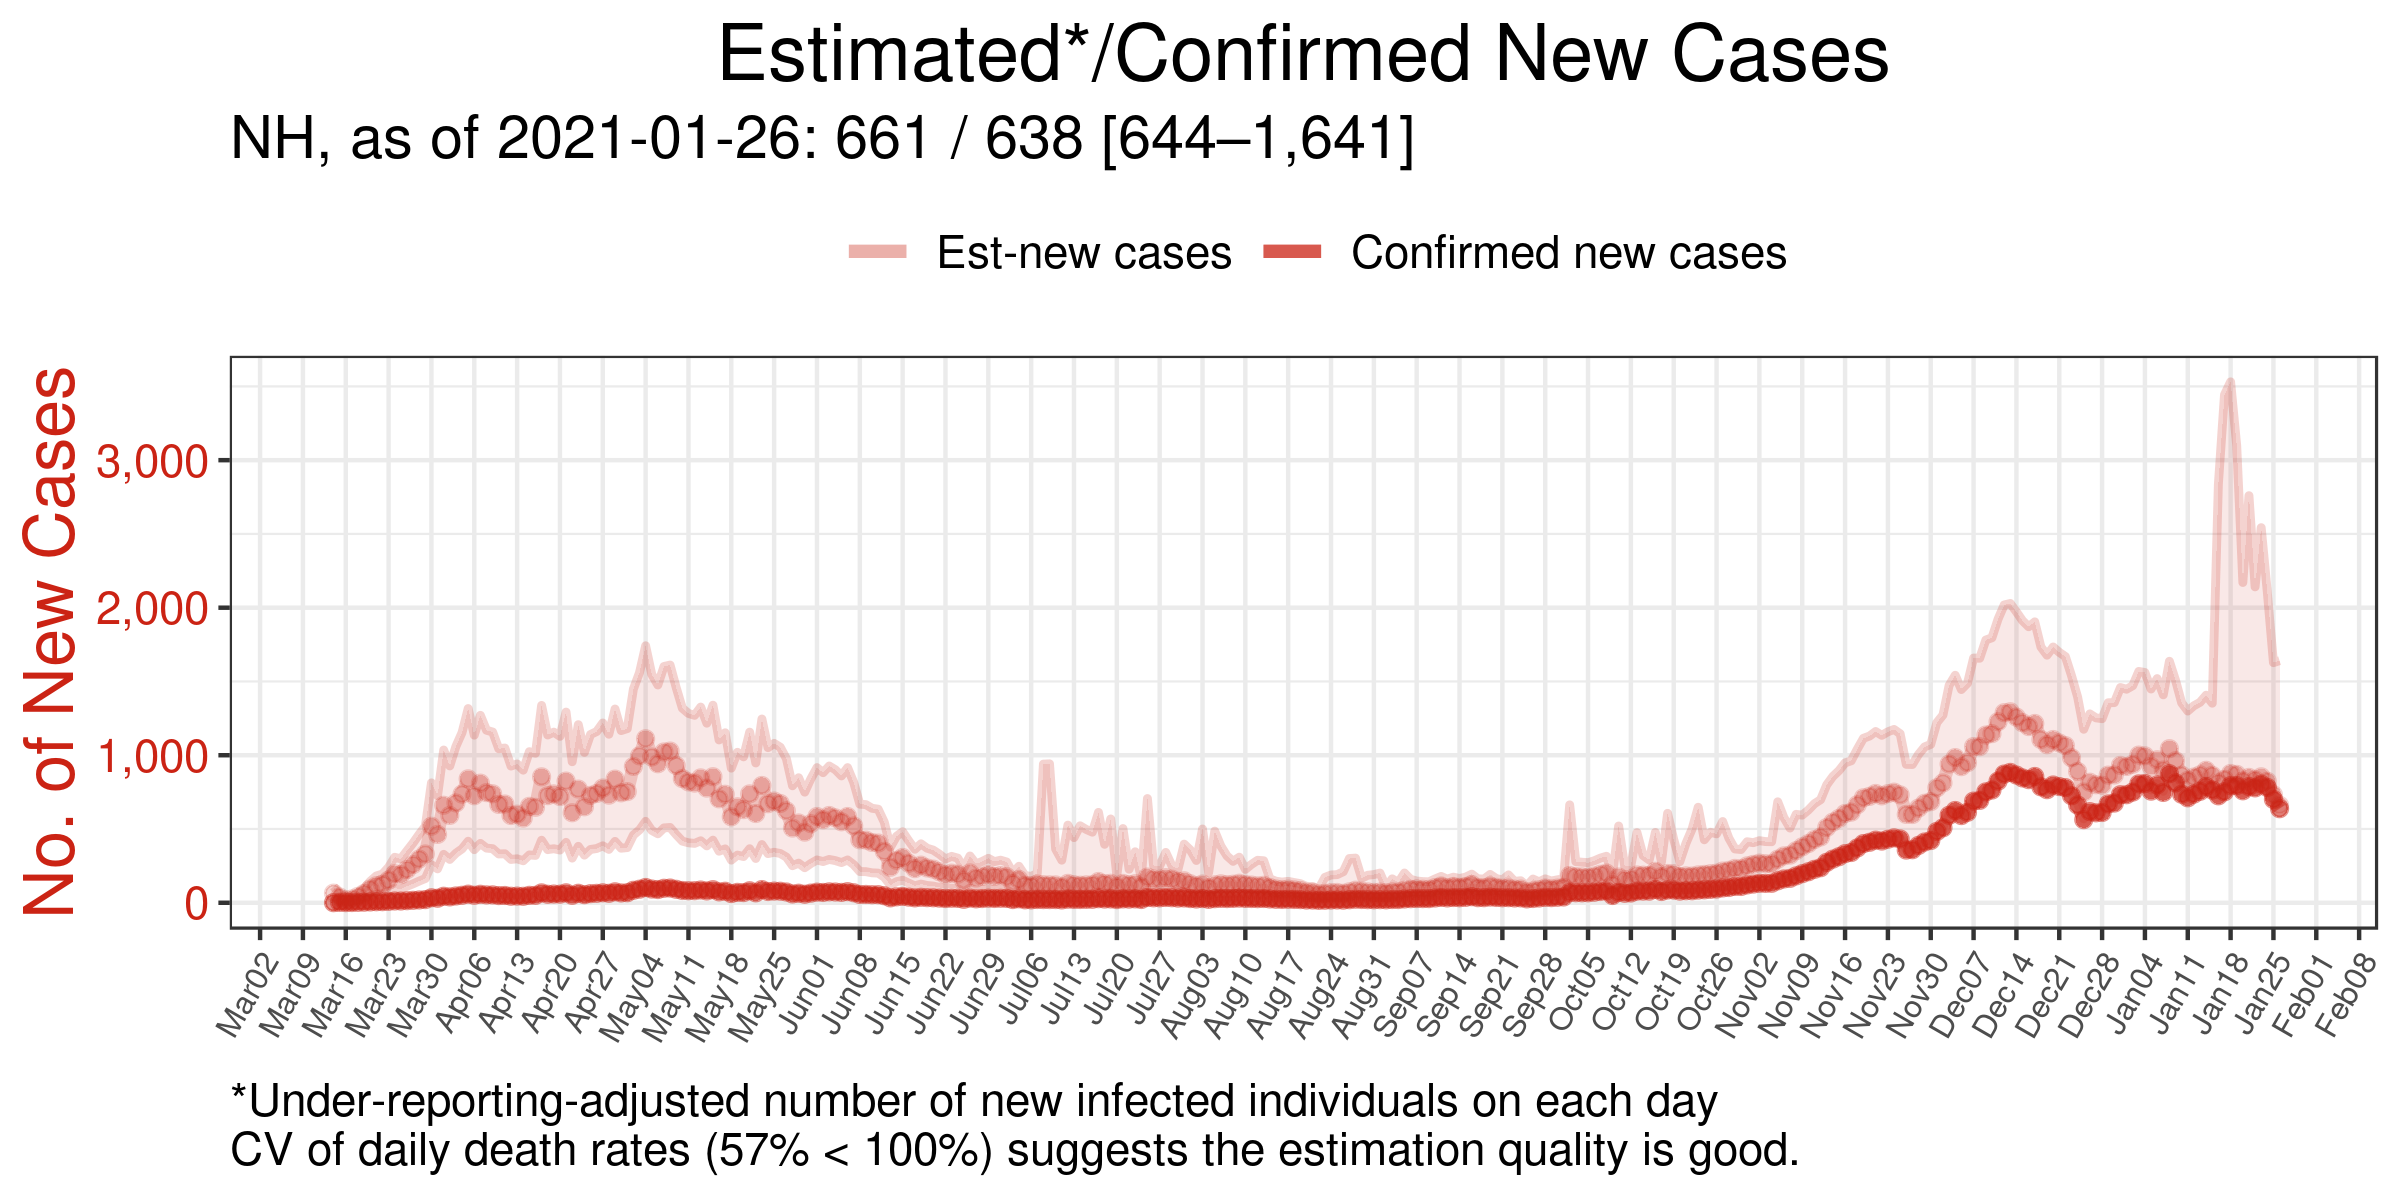 Estimated*/Confirmed New Cases
NH, as of 2021-01-26: 661 / 638 [644–1,641]
Est-new cases Confirmed new cases
No. of New Cases
3,000
2,000
1,000
0
Mar02 Mar09 Mar16 Mar23 Mar30 Apr06 Apr13 Apr20 Apr27 May04 May11 May18 May25 Jun01 Jun08 Jun15 Jun22 Jun29 Jul06 Jul13 Jul20 Jul27 Aug03 Aug10 Aug17 Aug24 Aug31 Sep07 Sep14 Sep21 Sep28 Oct05 Oct12 Oct19 Oct26 Nov02 Nov09 Nov16 Nov23 Nov30 Dec07 Dec14 Dec21 Dec28 Jan04 Jan11 Jan18 Jan25 Feb01 Feb08
*Under-reporting-adjusted number of new infected individuals on each day
CV of daily death rates (57% < 100%) suggests the estimation quality is good.